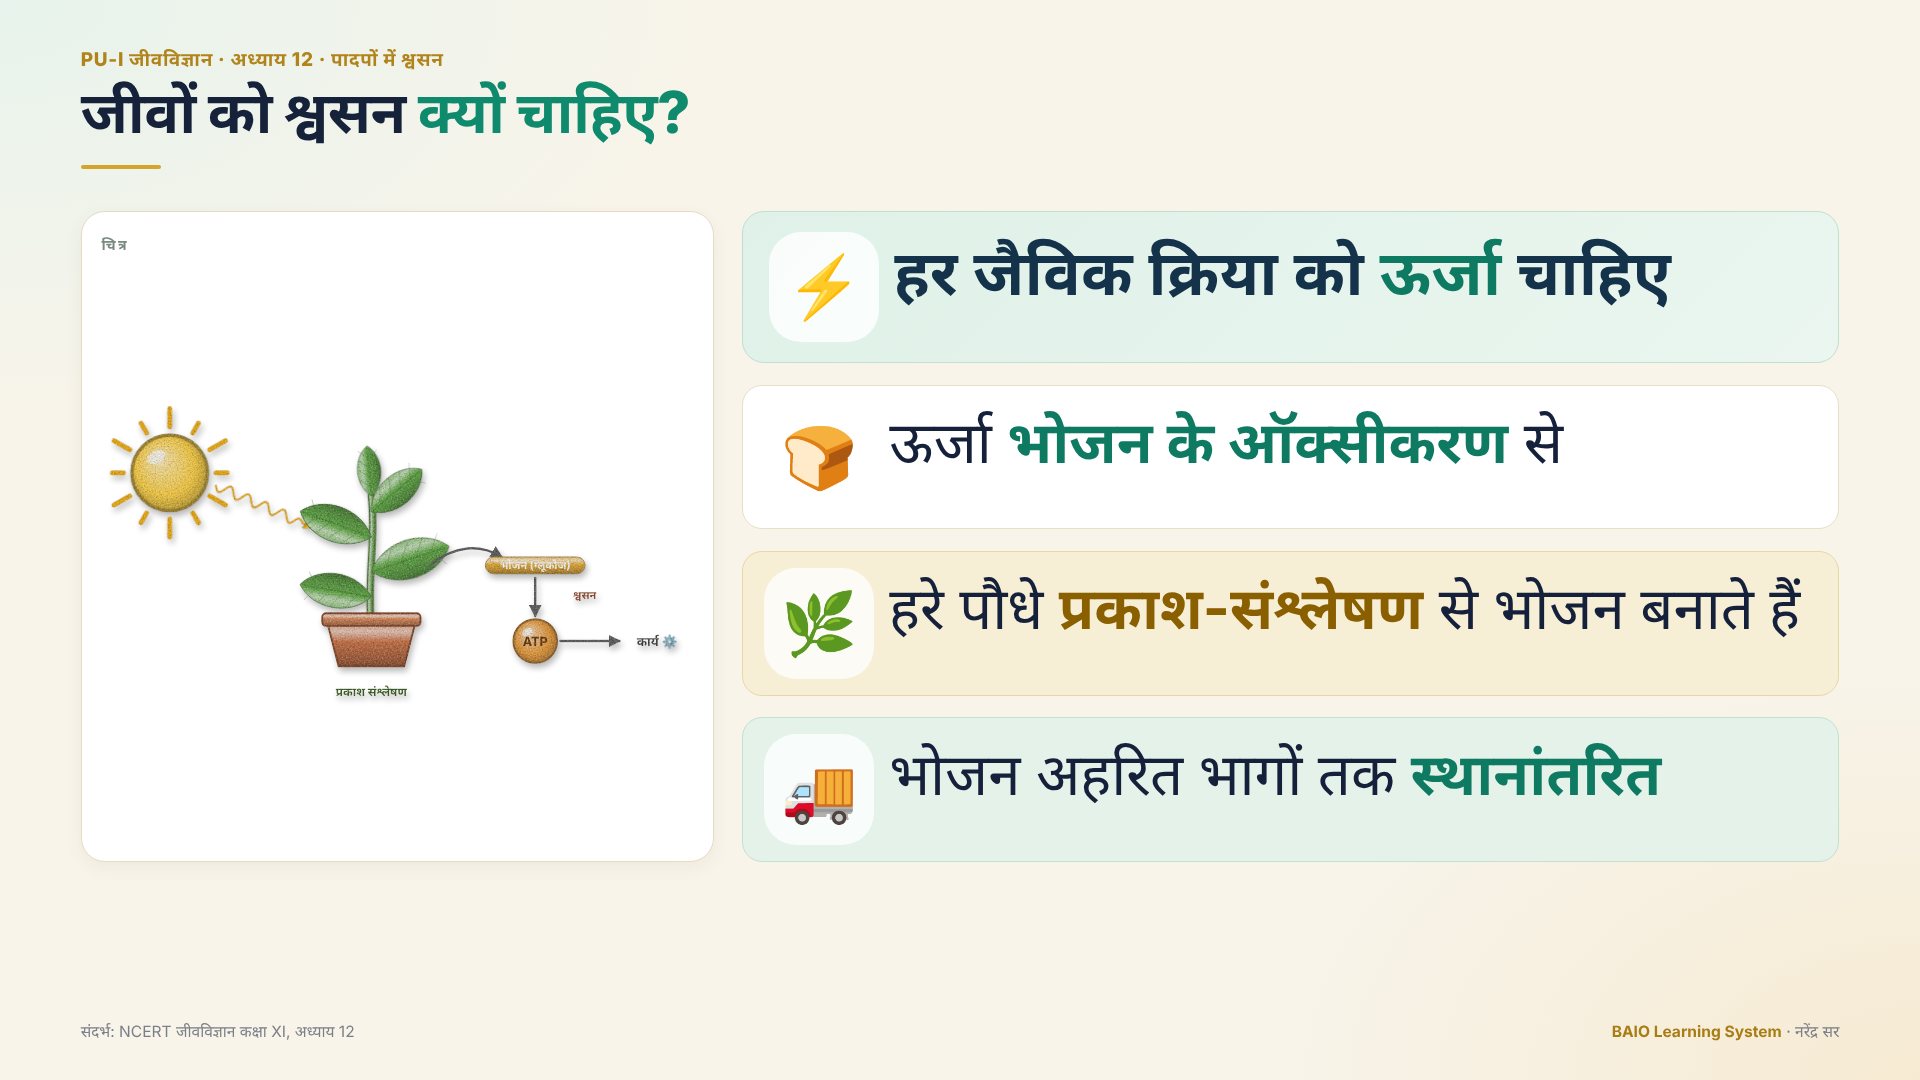 PU-I जीवविज्ञान · अध्याय 12 · पादपों में श्वसन
जीवों को श्वसन क्यों चाहिए?
चित्र
भोजन (ग्लूकोज)
श्वसन
ATP
कार्य ⚙️
प्रकाश संश्लेषण
हर जैविक क्रिया को ऊर्जा चाहिए
ऊर्जा भोजन के ऑक्सीकरण से
हरे पौधे प्रकाश-संश्लेषण से भोजन बनाते हैं
भोजन अहरित भागों तक स्थानांतरित
संदर्भ: NCERT जीवविज्ञान कक्षा XI, अध्याय 12
BAIO Learning System · नरेंद्र सर